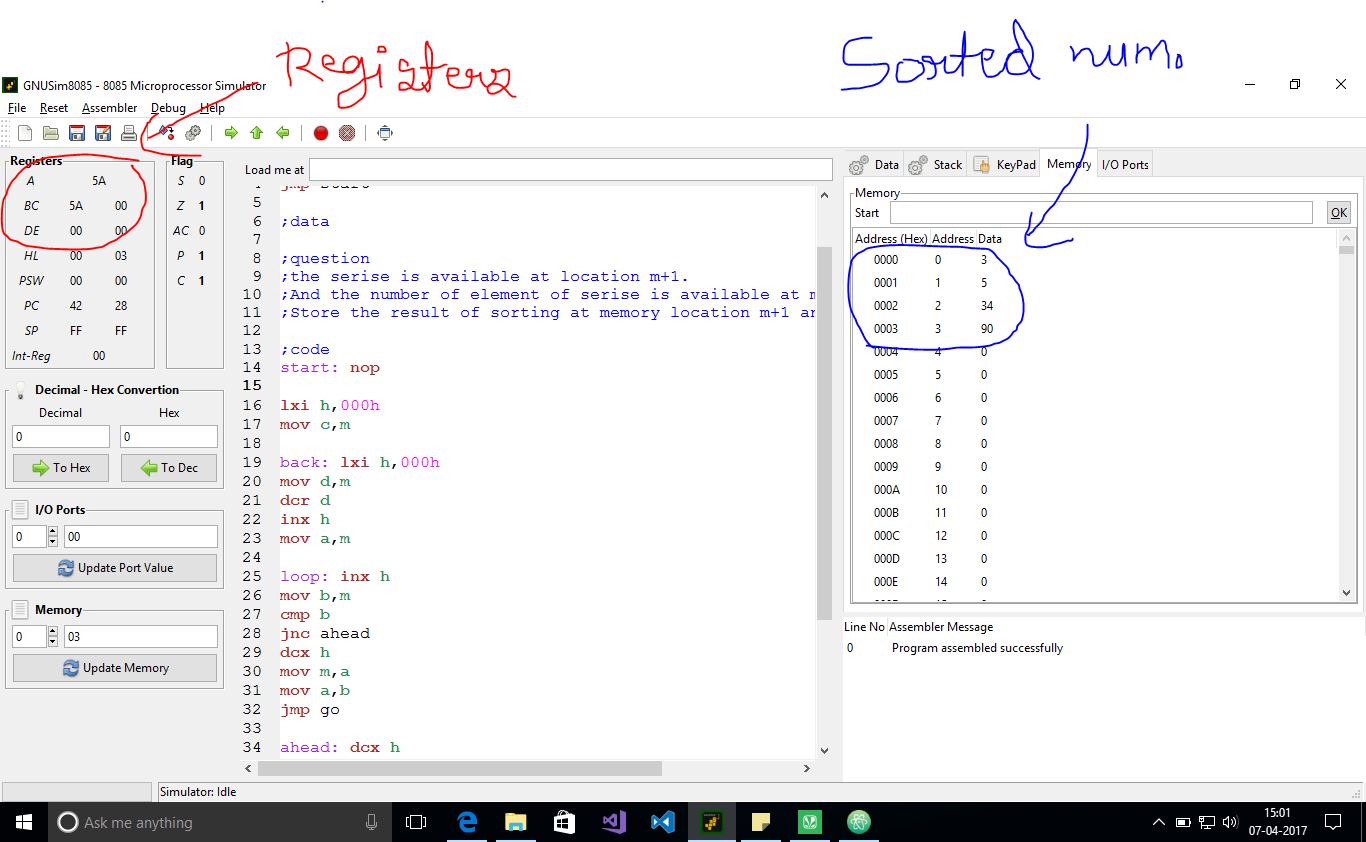 Registers
Sorted num.
GNUSim8085 - 8085 Microprocessor Simulator
File Reset Assembler Debug Help
Registers
A 5A
BC 5A 00
DE 00 00
HL 00 03
PSW 00 00
PC 42 28
SP FF FF
Int-Reg 00
Flag
S 0
Z 1
AC 0
P 1
C 1
Decimal - Hex Convertion
Decimal Hex
0 0
To Hex To Dec
I/O Ports
0 00
Update Port Value
Memory
0 03
Update Memory
Load me at
4 jmp start
5
6 ;data
7
8 ;question
9 ;the serise is available at location m+1.
10 ;And the number of element of serise is available at m
11 ;Store the result of sorting at memory location m+1 an
12
13 ;code
14 start: nop
15
16 lxi h,000h
17 mov c,m
18
19 back: lxi h,000h
20 mov d,m
21 dcr d
22 inx h
23 mov a,m
24
25 loop: inx h
26 mov b,m
27 cmp b
28 jnc ahead
29 dcx h
30 mov m,a
31 mov a,b
32 jmp go
33
34 ahead: dcx h
Data Stack KeyPad Memory I/O Ports
Memory
Start OK
Address (Hex) Address Data
0000 0 3
0001 1 5
0002 2 34
0003 3 90
0004 4 0
0005 5 0
0006 6 0
0007 7 0
0008 8 0
0009 9 0
000A 10 0
000B 11 0
000C 12 0
000D 13 0
000E 14 0
Line No Assembler Message
0 Program assembled successfully
Simulator: Idle
Ask me anything
15:01
07-04-2017